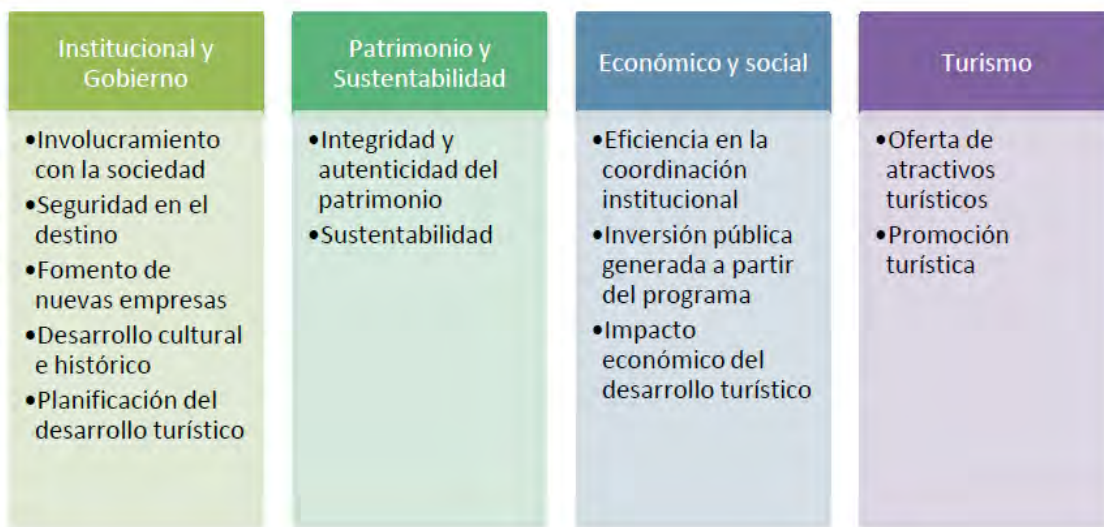 Institucional y
Gobierno
•Involucramiento
con la sociedad
•Seguridad en el
destino
•Fomento de
nuevas empresas
•Desarrollo cultural
e histórico
•Planificación del
desarrollo turístico
Patrimonio y
Sustentabilidad
•Integridad y
autenticidad del
patrimonio
•Sustentabilidad
Económico y social
•Eficiencia en la
coordinación
institucional
•Inversión pública
generada a partir
del programa
•Impacto
económico del
desarrollo turístico
Turismo
•Oferta de
atractivos
turísticos
•Promoción
turística